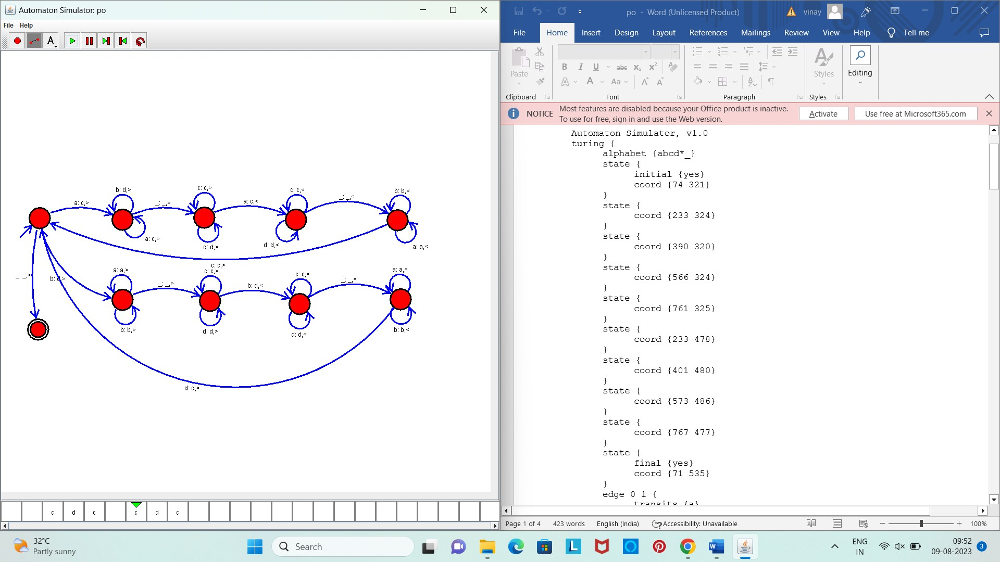 Automaton Simulator: po
File Help
A
a: c,>
b: d,>
_: _,>
c: c,>
a: c,<
c: c,<
_: _,<
b: b,<
a: c,>
d: d,>
d: d,<
a: a,<
_: _,>
a: a,>
_: _,>
c: c,>
c: c,>
b: d,<
c: c,<
_: _,<
a: a,<
b: b,>
d: d,>
d: d,<
b: b,<
d: d,>
c d c c d c
po - Word (Unlicensed Product)
vinay
File Home Insert Design Layout References Mailings Review View Help Tell me
Paste
Clipboard
B I U abc x₂ x²
A A Aa A A
Font
Paragraph
Styles
Styles
Editing
NOTICE
Most features are disabled because your Office product is inactive.
To use for free, sign in and use the Web version.
Activate
Use free at Microsoft365.com
Automaton Simulator, v1.0
turing {
alphabet {abcd*_}
state {
initial {yes}
coord {74 321}
}
state {
coord {233 324}
}
state {
coord {390 320}
}
state {
coord {566 324}
}
state {
coord {761 325}
}
state {
coord {233 478}
}
state {
coord {401 480}
}
state {
coord {573 486}
}
state {
coord {767 477}
}
state {
final {yes}
coord {71 535}
}
edge 0 1 {
transits {a}
Page 1 of 4 423 words English (India) Accessibility: Unavailable 100%
32°C
Partly sunny
Search
ENG
IN
09:52
09-08-2023
3